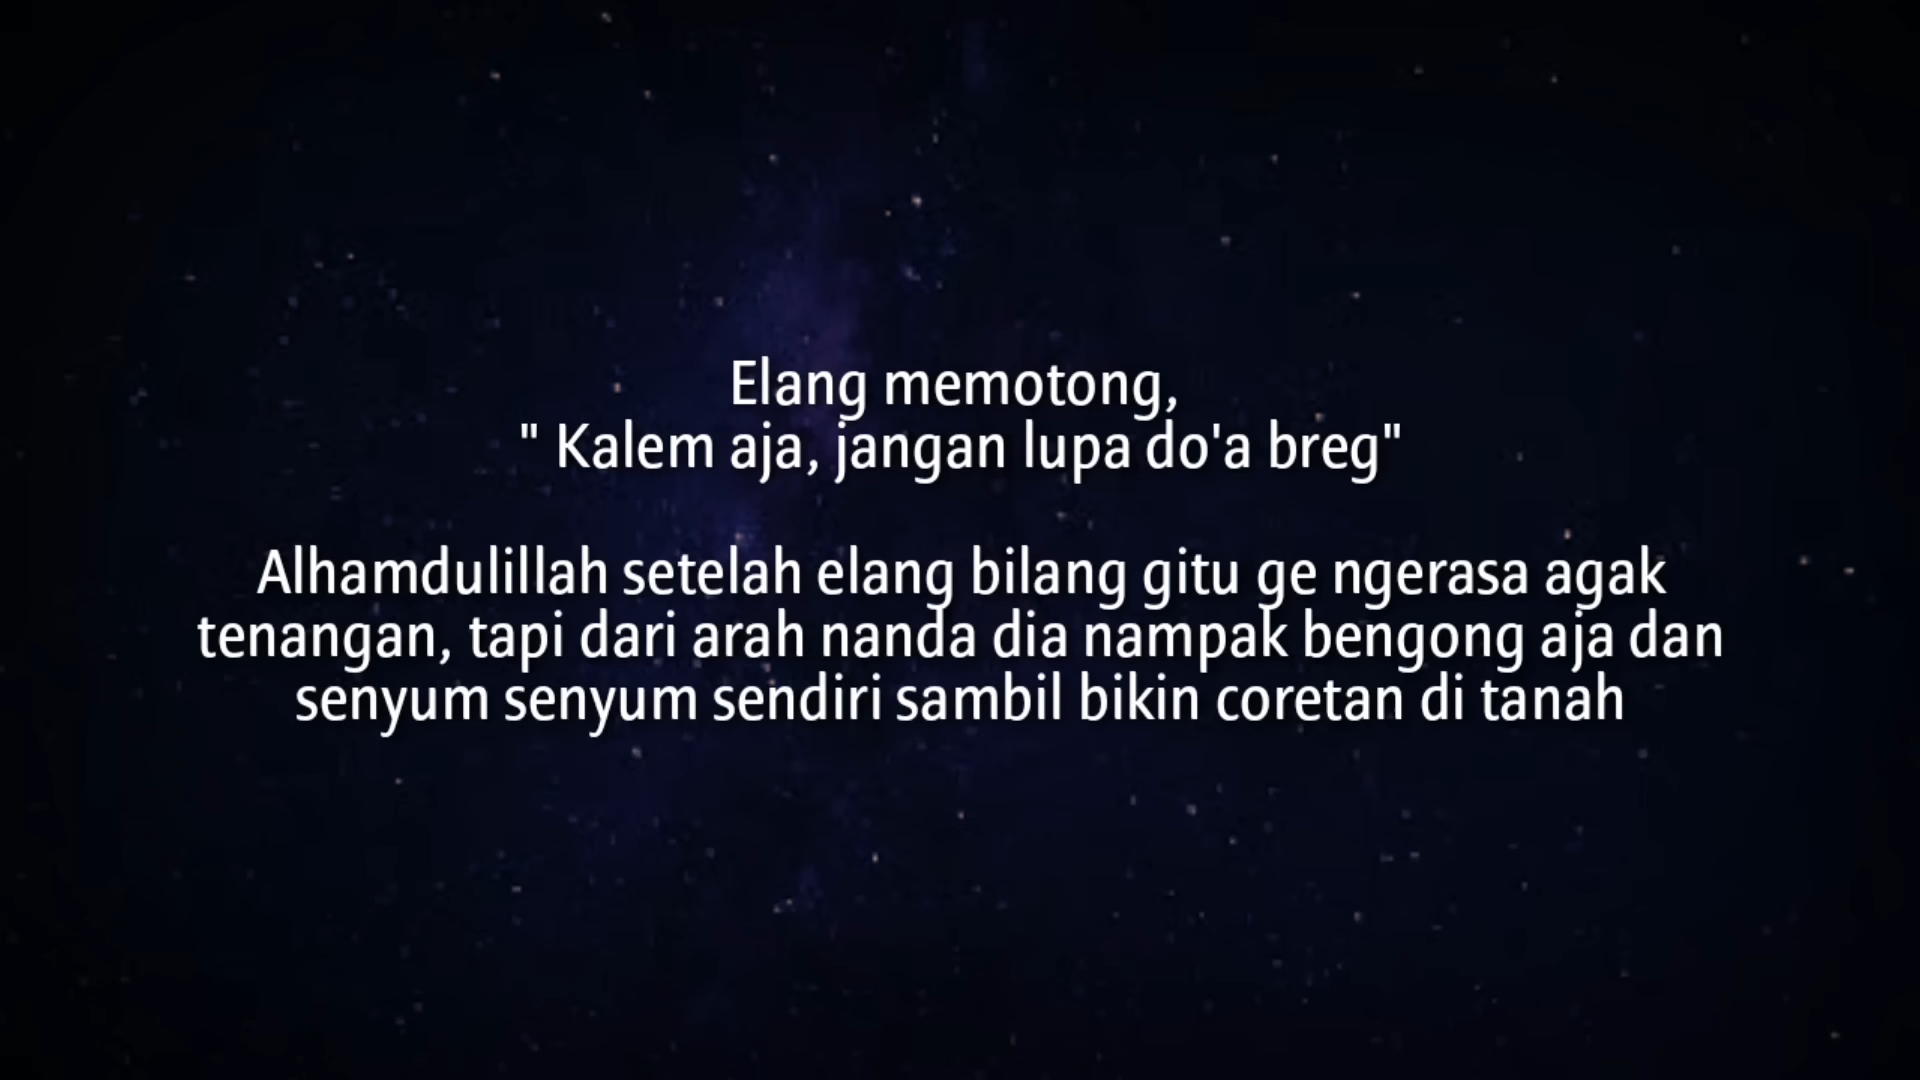 Elang memotong,
" Kalem aja, jangan lupa do'a breg"
Alhamdulillah setelah elang bilang gitu ge ngerasa agak
tenangan, tapi dari arah nanda dia nampak bengong aja dan
senyum senyum sendiri sambil bikin coretan di tanah